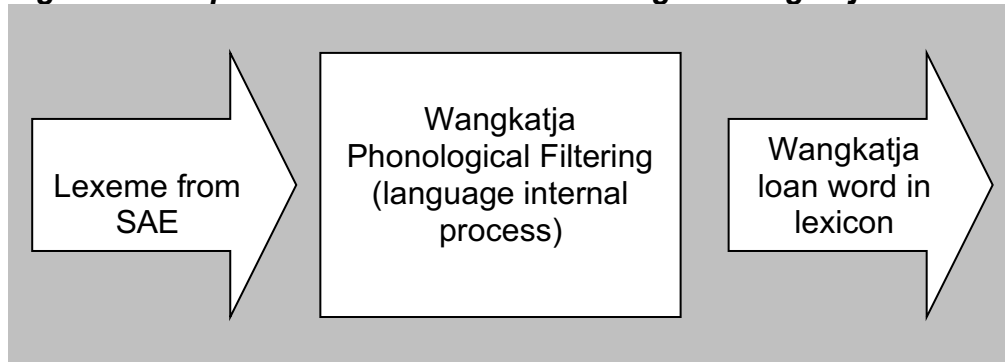 Lexeme from
SAE
Wangkatja
Phonological Filtering
(language internal
process)
Wangkatja
loan word in
lexicon